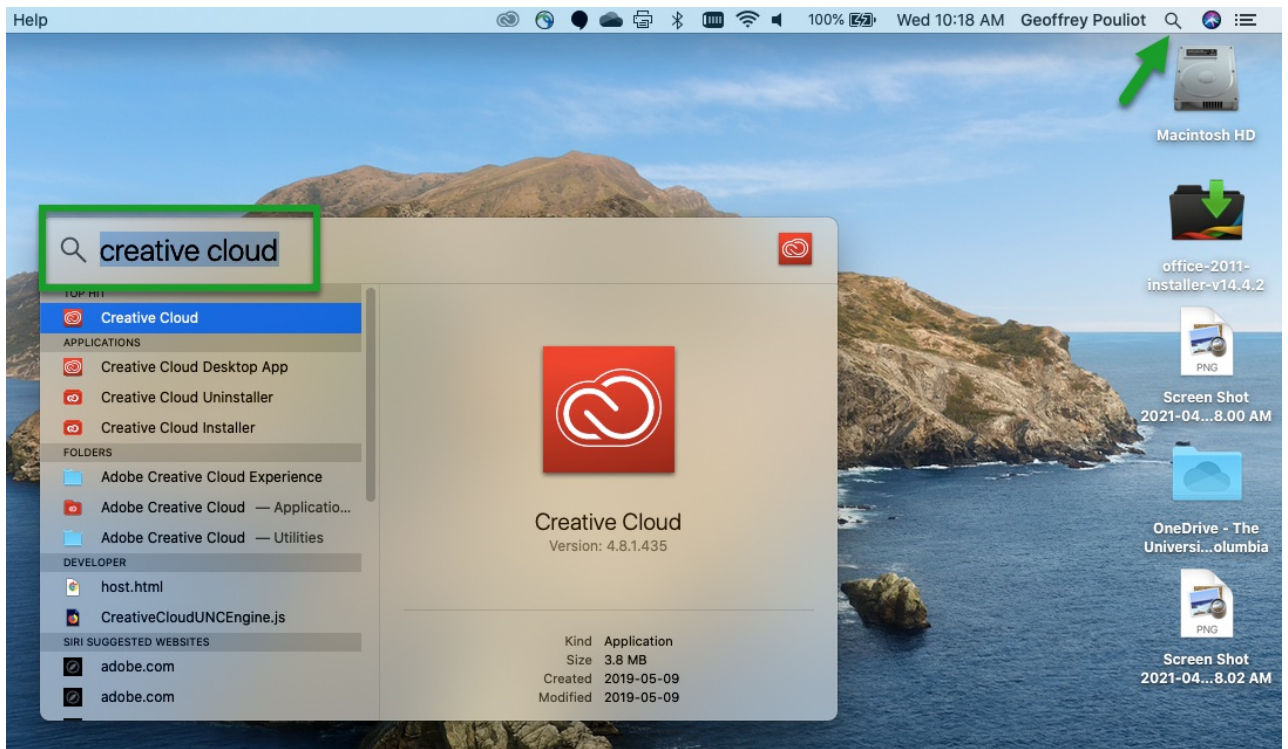 Help
100%
Wed 10:18 AM
Geoffrey Pouliot
Macintosh HD
office-2011-
installer-v14.4.2
PNG
Screen Shot
2021-04...8.00 AM
OneDrive - The
Universi...olumbia
PNG
Screen Shot
2021-04...8.02 AM
creative cloud
TOP HIT
Creative Cloud
APPLICATIONS
Creative Cloud Desktop App
Creative Cloud Uninstaller
Creative Cloud Installer
FOLDERS
Adobe Creative Cloud Experience
Adobe Creative Cloud — Applicatio...
Adobe Creative Cloud — Utilities
DEVELOPER
host.html
CreativeCloudUNCEngine.js
SIRI SUGGESTED WEBSITES
adobe.com
adobe.com
Creative Cloud
Version: 4.8.1.435
Kind Application
Size 3.8 MB
Created 2019-05-09
Modified 2019-05-09